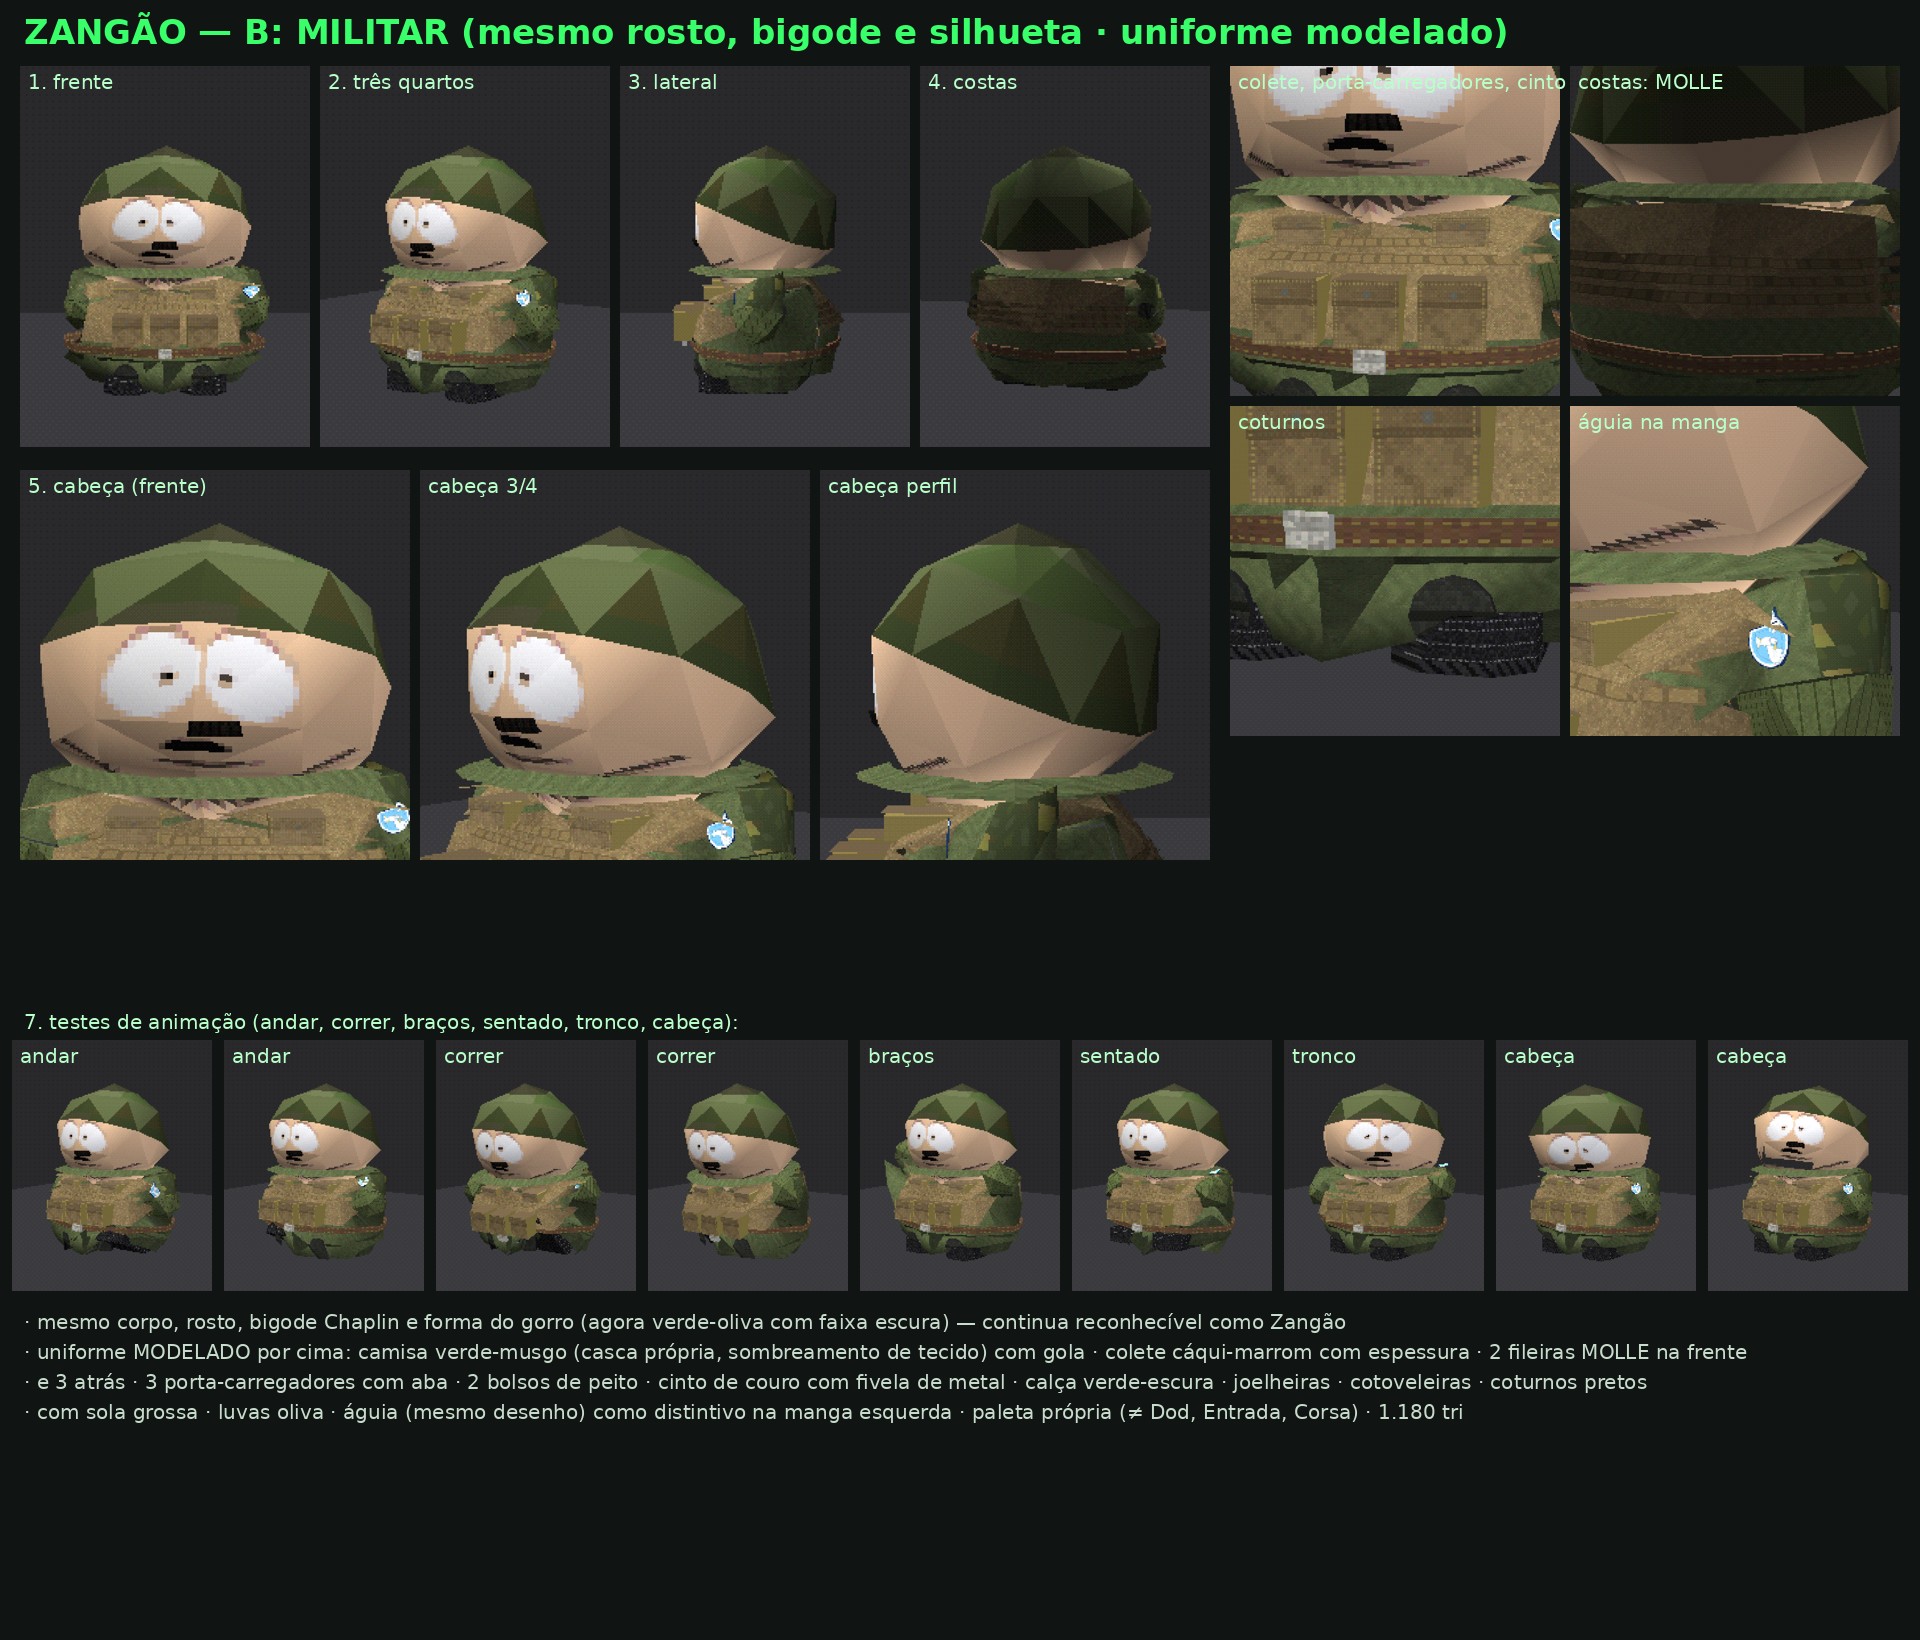 ZANGÃO — B: MILITAR (mesmo rosto, bigode e silhueta · uniforme modelado)
1. frente
2. três quartos
3. lateral
4. costas
colete, porta-carregadores, cinto
costas: MOLLE
coturnos
águia na manga
5. cabeça (frente)
cabeça 3/4
cabeça perfil
7. testes de animação (andar, correr, braços, sentado, tronco, cabeça):
andar
andar
correr
correr
braços
sentado
tronco
cabeça
cabeça
· mesmo corpo, rosto, bigode Chaplin e forma do gorro (agora verde-oliva com faixa escura) — continua reconhecível como Zangão
· uniforme MODELADO por cima: camisa verde-musgo (casca própria, sombreamento de tecido) com gola · colete cáqui-marrom com espessura · 2 fileiras MOLLE na frente
· e 3 atrás · 3 porta-carregadores com aba · 2 bolsos de peito · cinto de couro com fivela de metal · calça verde-escura · joelheiras · cotoveleiras · coturnos pretos
· com sola grossa · luvas oliva · águia (mesmo desenho) como distintivo na manga esquerda · paleta própria (≠ Dod, Entrada, Corsa) · 1.180 tri